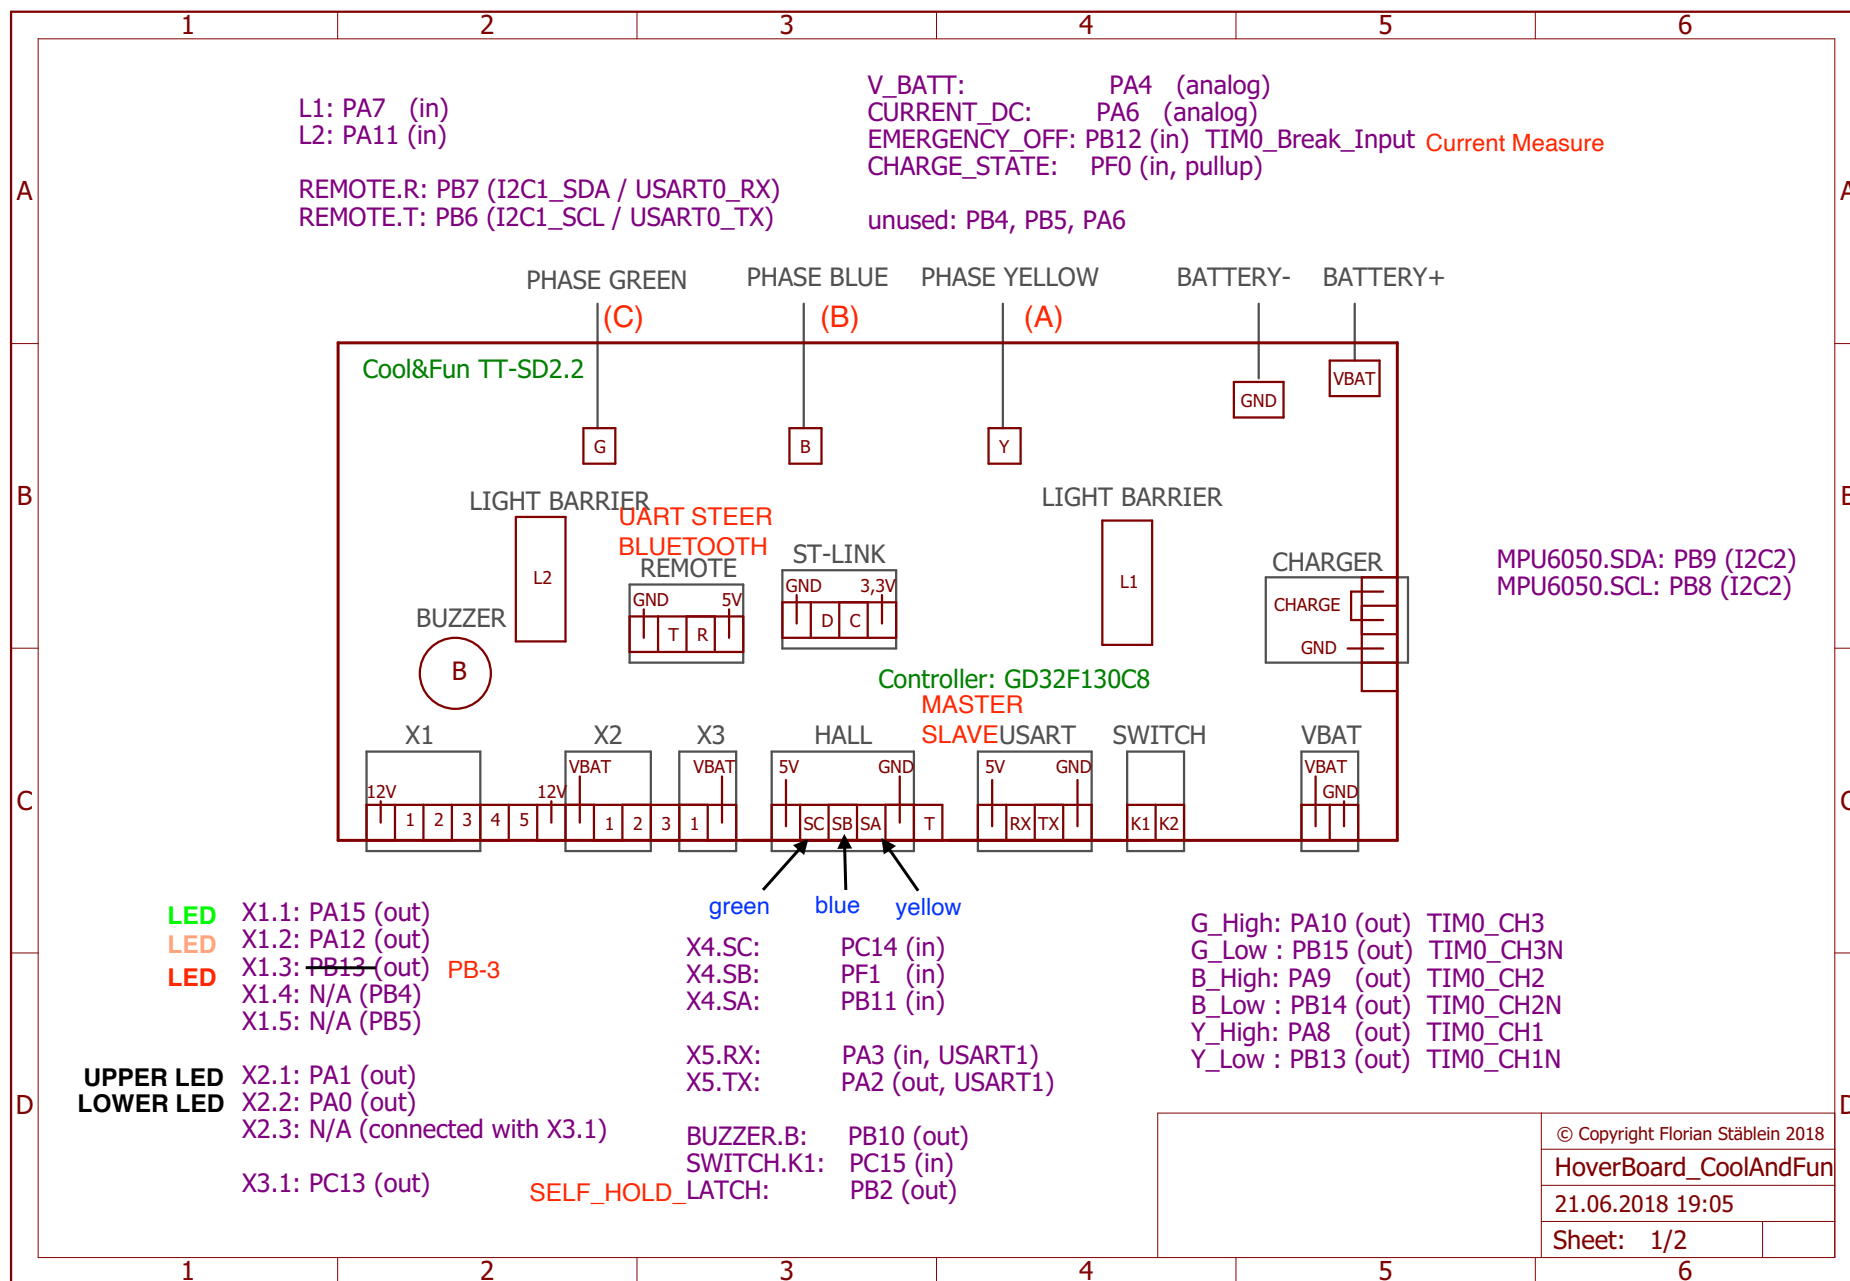 1 2 3 4 5 6
L1: PA7 (in)
L2: PA11 (in)
REMOTE.R: PB7 (I2C1_SDA / USART0_RX)
REMOTE.T: PB6 (I2C1_SCL / USART0_TX)
V_BATT: PA4 (analog)
CURRENT_DC: PA6 (analog)
EMERGENCY_OFF: PB12 (in) TIM0_Break_Input Current Measure
CHARGE_STATE: PF0 (in, pullup)
unused: PB4, PB5, PA6
A A
PHASE GREEN PHASE BLUE PHASE YELLOW BATTERY- BATTERY+
(C) (B) (A)
Cool&Fun TT-SD2.2
VBAT
GND
G B Y
B B
LIGHT BARRIER LIGHT BARRIER
UART STEER
BLUETOOTH
REMOTE ST-LINK CHARGER
L2 GND 5V GND 3,3V L1
T R D C
CHARGE
GND
MPU6050.SDA: PB9 (I2C2)
MPU6050.SCL: PB8 (I2C2)
BUZZER
B
Controller: GD32F130C8
MASTER
SLAVE
X1 X2 X3 HALL USART SWITCH VBAT
12V 12V VBAT VBAT 5V GND 5V GND VBAT GND
1 2 3 4 5 1 2 3 1 SC SB SA T RX TX K1 K2
C C
green blue yellow
LED X1.1: PA15 (out)
LED X1.2: PA12 (out)
LED X1.3: PB13 (out) PB-3
X1.4: N/A (PB4)
X1.5: N/A (PB5)
UPPER LED X2.1: PA1 (out)
LOWER LED X2.2: PA0 (out)
X2.3: N/A (connected with X3.1)
X3.1: PC13 (out)
X4.SC: PC14 (in)
X4.SB: PF1 (in)
X4.SA: PB11 (in)
X5.RX: PA3 (in, USART1)
X5.TX: PA2 (out, USART1)
BUZZER.B: PB10 (out)
SWITCH.K1: PC15 (in)
SELF_HOLD_ LATCH: PB2 (out)
G_High: PA10 (out) TIM0_CH3
G_Low : PB15 (out) TIM0_CH3N
B_High: PA9 (out) TIM0_CH2
B_Low : PB14 (out) TIM0_CH2N
Y_High: PA8 (out) TIM0_CH1
Y_Low : PB13 (out) TIM0_CH1N
D D
© Copyright Florian Stäblein 2018
HoverBoard_CoolAndFun
21.06.2018 19:05
Sheet: 1/2
1 2 3 4 5 6